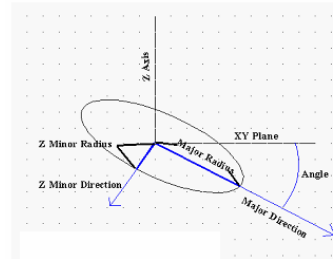 Z Axis
XY Plane
Z Minor Radius
Major Radius
Angle
Z Minor Direction
Major Direction